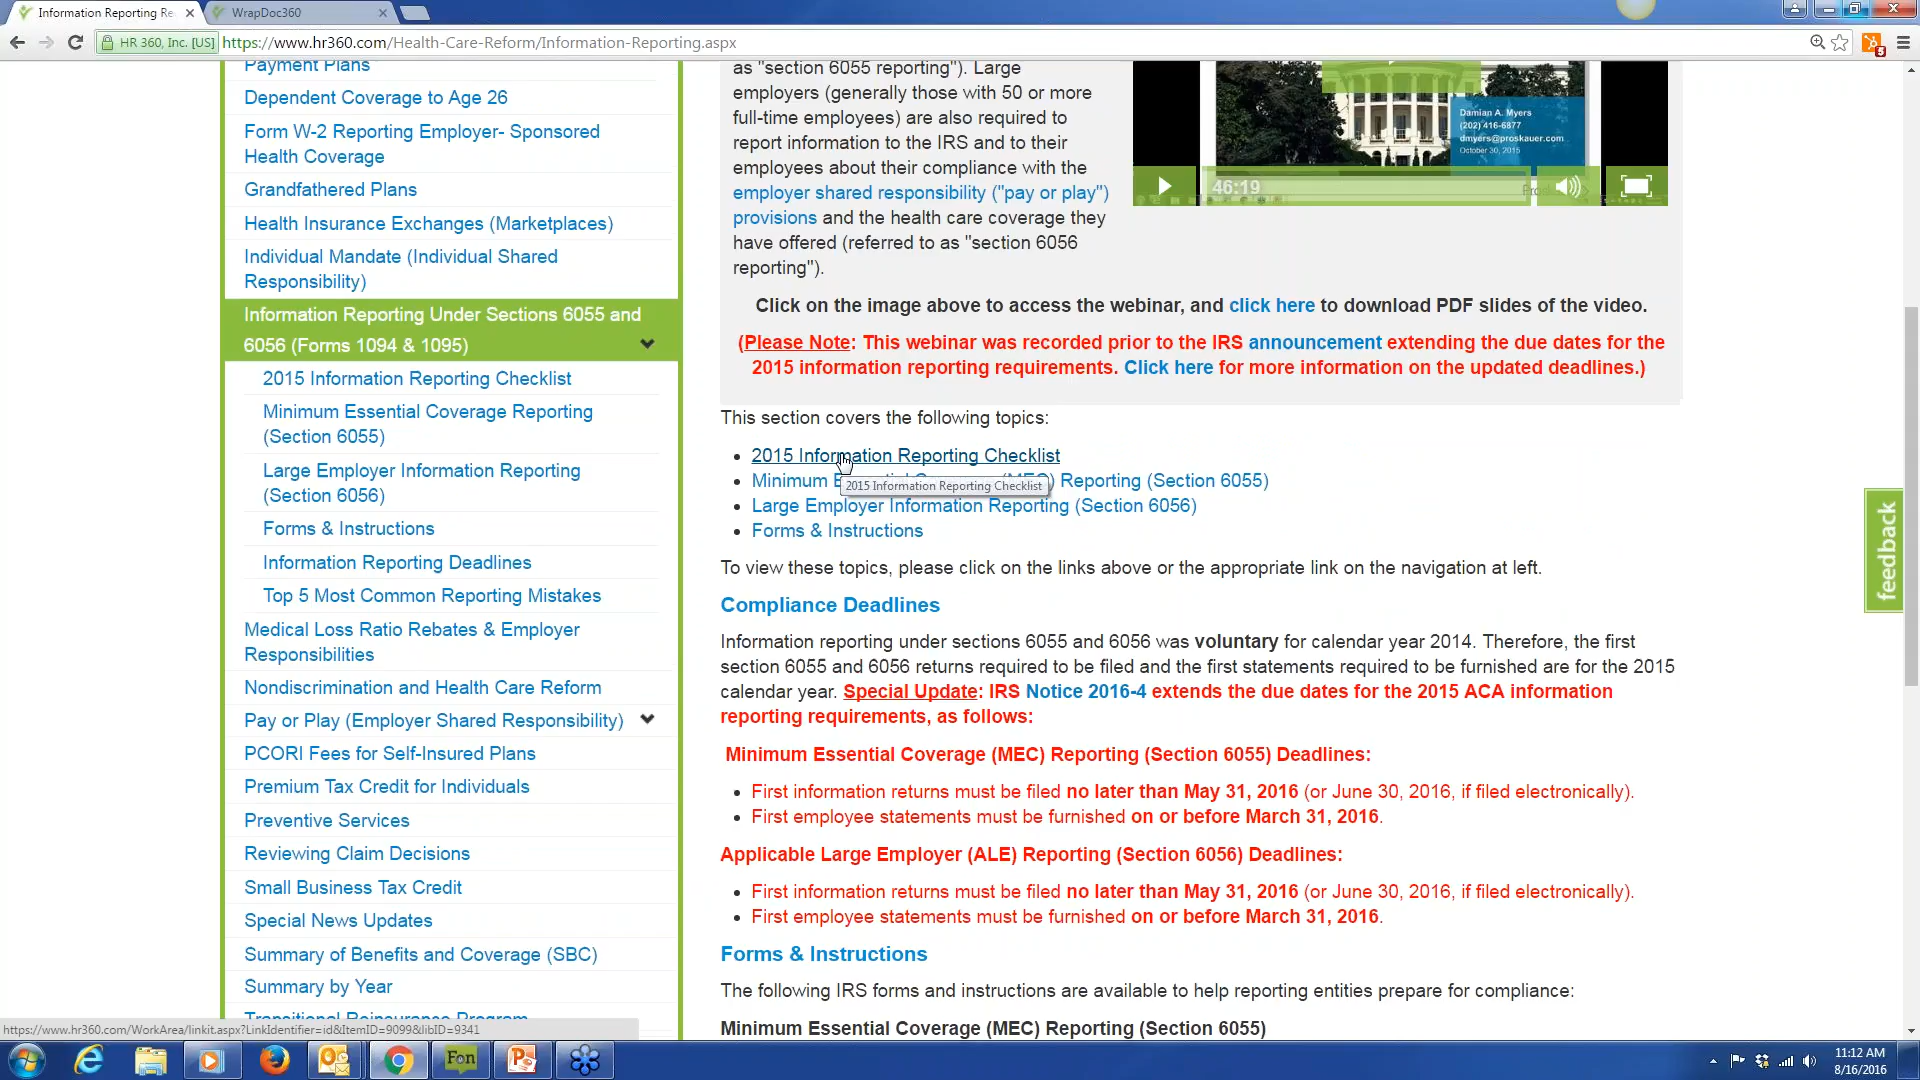 Information Reporting Re
WrapDoc360
HR 360, Inc. [US]
https://www.hr360.com/Health-Care-Reform/Information-Reporting.aspx
Payment Plans
Dependent Coverage to Age 26
Form W-2 Reporting Employer- Sponsored
Health Coverage
Grandfathered Plans
Health Insurance Exchanges (Marketplaces)
Individual Mandate (Individual Shared
Responsibility)
Information Reporting Under Sections 6055 and
6056 (Forms 1094 & 1095)
2015 Information Reporting Checklist
Minimum Essential Coverage Reporting
(Section 6055)
Large Employer Information Reporting
(Section 6056)
Forms & Instructions
Information Reporting Deadlines
Top 5 Most Common Reporting Mistakes
Medical Loss Ratio Rebates & Employer
Responsibilities
Nondiscrimination and Health Care Reform
Pay or Play (Employer Shared Responsibility)
PCORI Fees for Self-Insured Plans
Premium Tax Credit for Individuals
Preventive Services
Reviewing Claim Decisions
Small Business Tax Credit
Special News Updates
Summary of Benefits and Coverage (SBC)
Summary by Year
Transitional Reinsurance Program
as "section 6055 reporting"). Large
employers (generally those with 50 or more
full-time employees) are also required to
report information to the IRS and to their
employees about their compliance with the
employer shared responsibility ("pay or play")
provisions and the health care coverage they
have offered (referred to as "section 6056
reporting").
Damian A. Myers
(202) 416-6877
dmyers@proskauer.com
October 30, 2015
46:19
Click on the image above to access the webinar, and click here to download PDF slides of the video.
(Please Note: This webinar was recorded prior to the IRS announcement extending the due dates for the
2015 information reporting requirements. Click here for more information on the updated deadlines.)
This section covers the following topics:
2015 Information Reporting Checklist
Minimum Reporting (Section 6055)
2015 Information Reporting Checklist
Large Employer Information Reporting (Section 6056)
Forms & Instructions
To view these topics, please click on the links above or the appropriate link on the navigation at left.
Compliance Deadlines
Information reporting under sections 6055 and 6056 was voluntary for calendar year 2014. Therefore, the first
section 6055 and 6056 returns required to be filed and the first statements required to be furnished are for the 2015
calendar year. Special Update: IRS Notice 2016-4 extends the due dates for the 2015 ACA information
reporting requirements, as follows:
Minimum Essential Coverage (MEC) Reporting (Section 6055) Deadlines:
First information returns must be filed no later than May 31, 2016 (or June 30, 2016, if filed electronically).
First employee statements must be furnished on or before March 31, 2016.
Applicable Large Employer (ALE) Reporting (Section 6056) Deadlines:
First information returns must be filed no later than May 31, 2016 (or June 30, 2016, if filed electronically).
First employee statements must be furnished on or before March 31, 2016.
Forms & Instructions
The following IRS forms and instructions are available to help reporting entities prepare for compliance:
Minimum Essential Coverage (MEC) Reporting (Section 6055)
feedback
https://www.hr360.com/WorkArea/linkit.aspx?LinkIdentifier=id&ItemID=9099&libID=9341
Fon
11:12 AM
8/16/2016